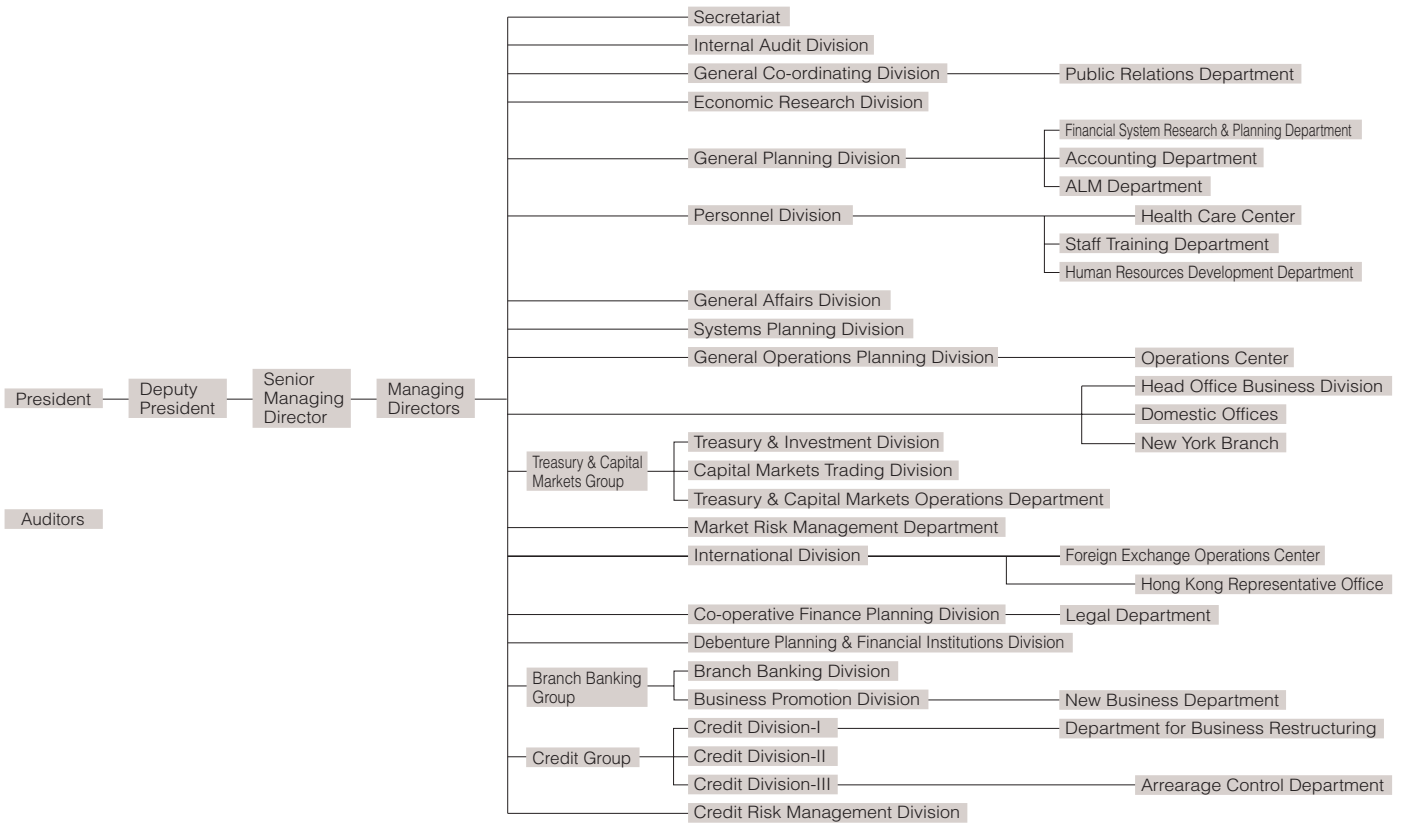 Secretariat
Internal Audit Division
General Co-ordinating Division
Public Relations Department
Economic Research Division
Financial System Research & Planning Department
General Planning Division
Accounting Department
ALM Department
Personnel Division
Health Care Center
Staff Training Department
Human Resources Development Department
General Affairs Division
Systems Planning Division
General Operations Planning Division
Operations Center
President
Deputy
President
Senior
Managing
Director
Managing
Directors
Head Office Business Division
Domestic Offices
New York Branch
Treasury & Capital
Markets Group
Treasury & Investment Division
Capital Markets Trading Division
Treasury & Capital Markets Operations Department
Auditors
Market Risk Management Department
International Division
Foreign Exchange Operations Center
Hong Kong Representative Office
Co-operative Finance Planning Division
Legal Department
Debenture Planning & Financial Institutions Division
Branch Banking
Group
Branch Banking Division
Business Promotion Division
New Business Department
Credit Group
Credit Division-I
Department for Business Restructuring
Credit Division-II
Credit Division-III
Arrearage Control Department
Credit Risk Management Division